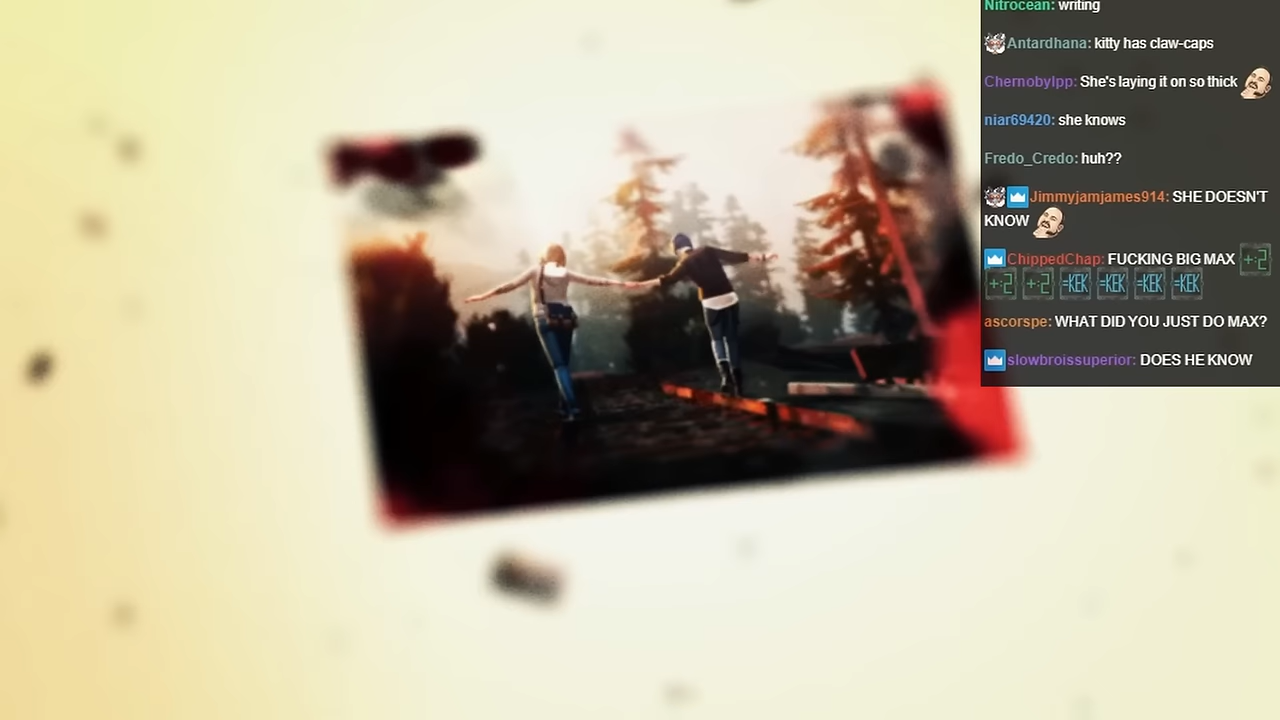 Nitrocean: writing
Antardhana: kitty has claw-caps
Chernobylpp: She's laying it on so thick
niar69420: she knows
Fredo_Credo: huh??
Jimmyjamjames914: SHE DOESN'T
KNOW
ChippedChap: FUCKING BIG MAX +2
+2 +2 =KEK =KEK =KEK =KEK
ascorspe: WHAT DID YOU JUST DO MAX?
slowbroissuperior: DOES HE KNOW